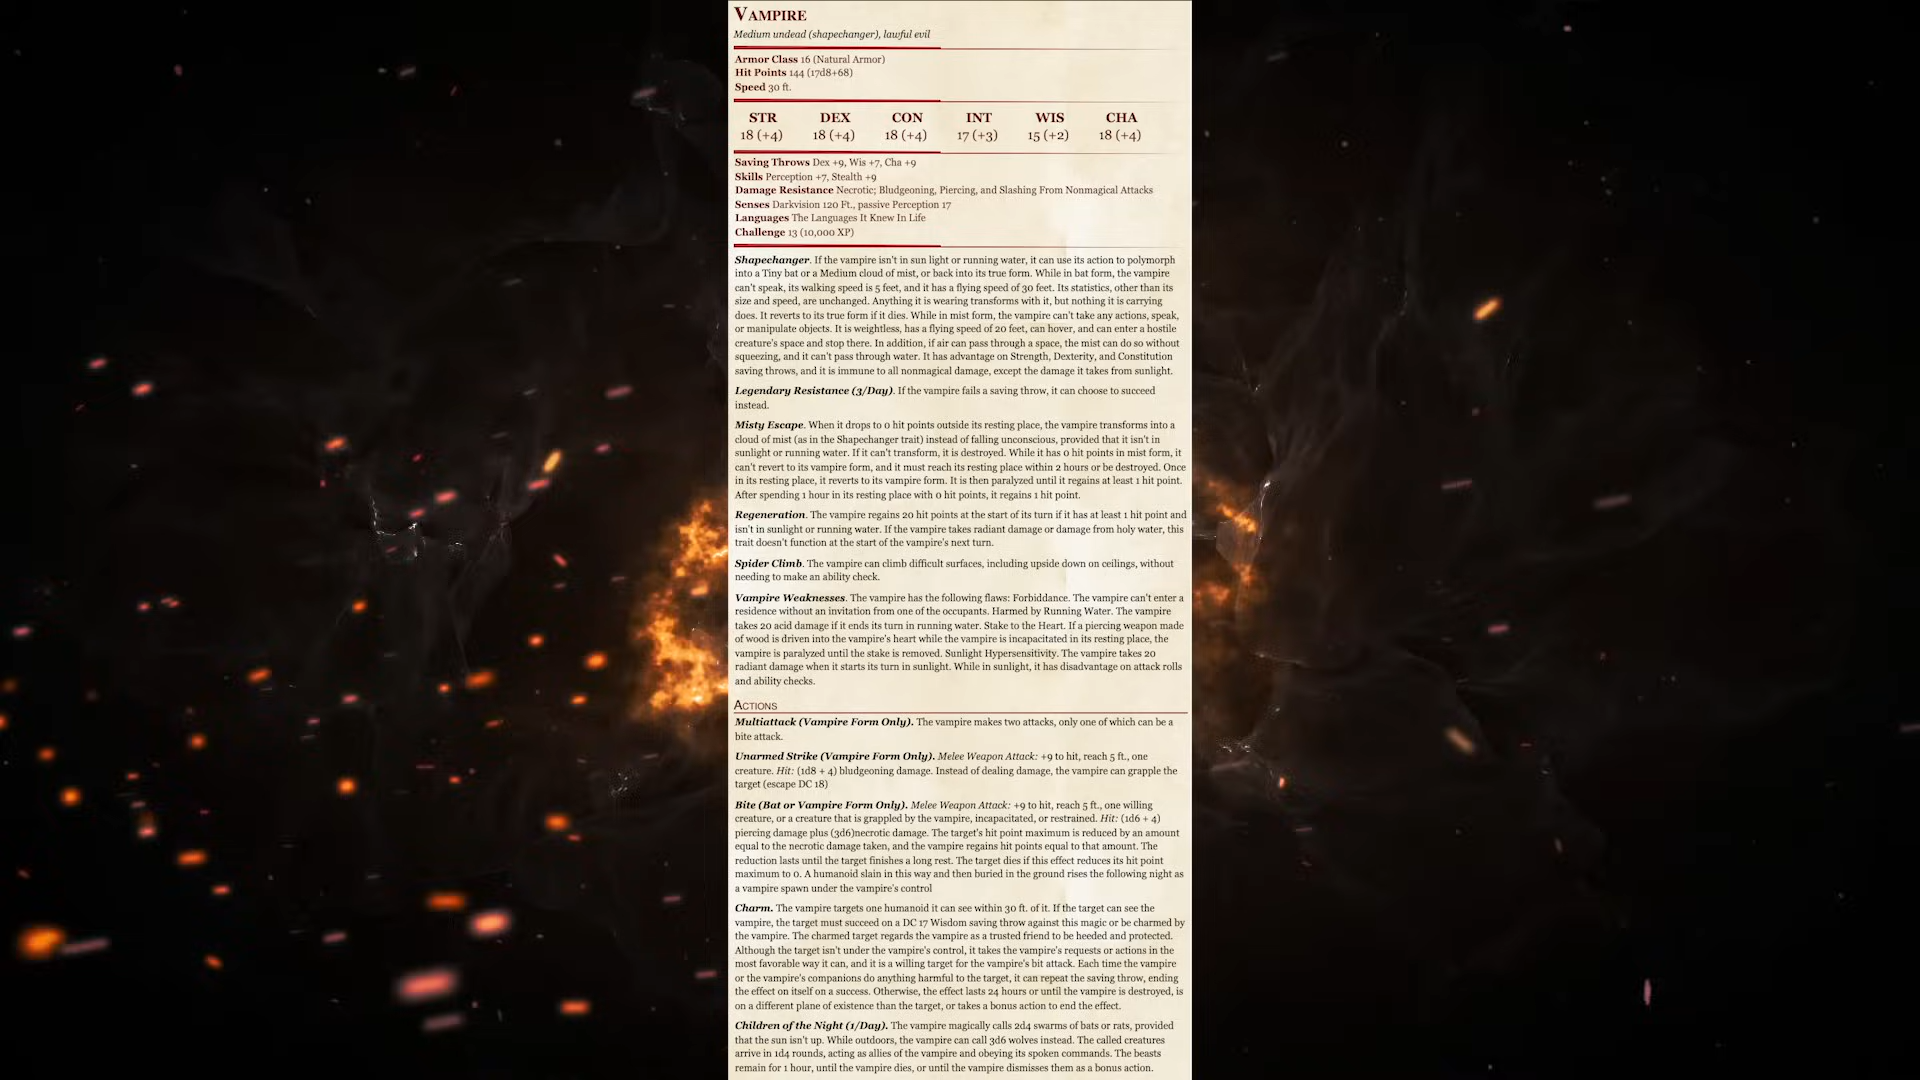 Vampire
Medium undead (shapechanger), lawful evil
Armor Class 16 (Natural Armor)
Hit Points 144 (17d8+68)
Speed 30 ft.
STR DEX CON INT WIS CHA
18 (+4) 18 (+4) 18 (+4) 17 (+3) 15 (+2) 18 (+4)
Saving Throws Dex +9, Wis +7, Cha +9
Skills Perception +7, Stealth +9
Damage Resistance Necrotic; Bludgeoning, Piercing, and Slashing From Nonmagical Attacks
Senses Darkvision 120 Ft., passive Perception 17
Languages The Languages It Knew In Life
Challenge 13 (10,000 XP)
Shapechanger. If the vampire isn't in sun light or running water, it can use its action to polymorph
into a Tiny bat or a Medium cloud of mist, or back into its true form. While in bat form, the vampire
can't speak, its walking speed is 5 feet, and it has a flying speed of 30 feet. Its statistics, other than its
size and speed, are unchanged. Anything it is wearing transforms with it, but nothing it is carrying
does. It reverts to its true form if it dies. While in mist form, the vampire can't take any actions, speak,
or manipulate objects. It is weightless, has a flying speed of 20 feet, can hover, and can enter a hostile
creature's space and stop there. In addition, if air can pass through a space, the mist can do so without
squeezing, and it can't pass through water. It has advantage on Strength, Dexterity, and Constitution
saving throws, and it is immune to all nonmagical damage, except the damage it takes from sunlight.
Legendary Resistance (3/Day). If the vampire fails a saving throw, it can choose to succeed
instead.
Misty Escape. When it drops to 0 hit points outside its resting place, the vampire transforms into a
cloud of mist (as in the Shapechanger trait) instead of falling unconscious, provided that it isn't in
sunlight or running water. If it can't transform, it is destroyed. While it has 0 hit points in mist form, it
can't revert to its vampire form, and it must reach its resting place within 2 hours or be destroyed. Once
in its resting place, it reverts to its vampire form. It is then paralyzed until it regains at least 1 hit point.
After spending 1 hour in its resting place with 0 hit points, it regains 1 hit point.
Regeneration. The vampire regains 20 hit points at the start of its turn if it has at least 1 hit point and
isn't in sunlight or running water. If the vampire takes radiant damage or damage from holy water, this
trait doesn't function at the start of the vampire's next turn.
Spider Climb. The vampire can climb difficult surfaces, including upside down on ceilings, without
needing to make an ability check.
Vampire Weaknesses. The vampire has the following flaws: Forbiddance. The vampire can't enter a
residence without an invitation from one of the occupants. Harmed by Running Water. The vampire
takes 20 acid damage if it ends its turn in running water. Stake to the Heart. If a piercing weapon made
of wood is driven into the vampire's heart while the vampire is incapacitated in its resting place, the
vampire is paralyzed until the stake is removed. Sunlight Hypersensitivity. The vampire takes 20
radiant damage when it starts its turn in sunlight. While in sunlight, it has disadvantage on attack rolls
and ability checks.
Actions
Multiattack (Vampire Form Only). The vampire makes two attacks, only one of which can be a
bite attack.
Unarmed Strike (Vampire Form Only). Melee Weapon Attack: +9 to hit, reach 5 ft., one
creature. Hit: (1d8 + 4) bludgeoning damage. Instead of dealing damage, the vampire can grapple the
target (escape DC 18)
Bite (Bat or Vampire Form Only). Melee Weapon Attack: +9 to hit, reach 5 ft., one willing
creature, or a creature that is grappled by the vampire, incapacitated, or restrained. Hit: (1d6 + 4)
piercing damage plus (3d6)necrotic damage. The target's hit point maximum is reduced by an amount
equal to the necrotic damage taken, and the vampire regains hit points equal to that amount. The
reduction lasts until the target finishes a long rest. The target dies if this effect reduces its hit point
maximum to 0. A humanoid slain in this way and then buried in the ground rises the following night as
a vampire spawn under the vampire's control
Charm. The vampire targets one humanoid it can see within 30 ft. of it. If the target can see the
vampire, the target must succeed on a DC 17 Wisdom saving throw against this magic or be charmed by
the vampire. The charmed target regards the vampire as a trusted friend to be heeded and protected.
Although the target isn't under the vampire's control, it takes the vampire's requests or actions in the
most favorable way it can, and it is a willing target for the vampire's bit attack. Each time the vampire
or the vampire's companions do anything harmful to the target, it can repeat the saving throw, ending
the effect on itself on a success. Otherwise, the effect lasts 24 hours or until the vampire is destroyed, is
on a different plane of existence than the target, or takes a bonus action to end the effect.
Children of the Night (1/Day). The vampire magically calls 2d4 swarms of bats or rats, provided
that the sun isn't up. While outdoors, the vampire can call 3d6 wolves instead. The called creatures
arrive in 1d4 rounds, acting as allies of the vampire and obeying its spoken commands. The beasts
remain for 1 hour, until the vampire dies, or until the vampire dismisses them as a bonus action.